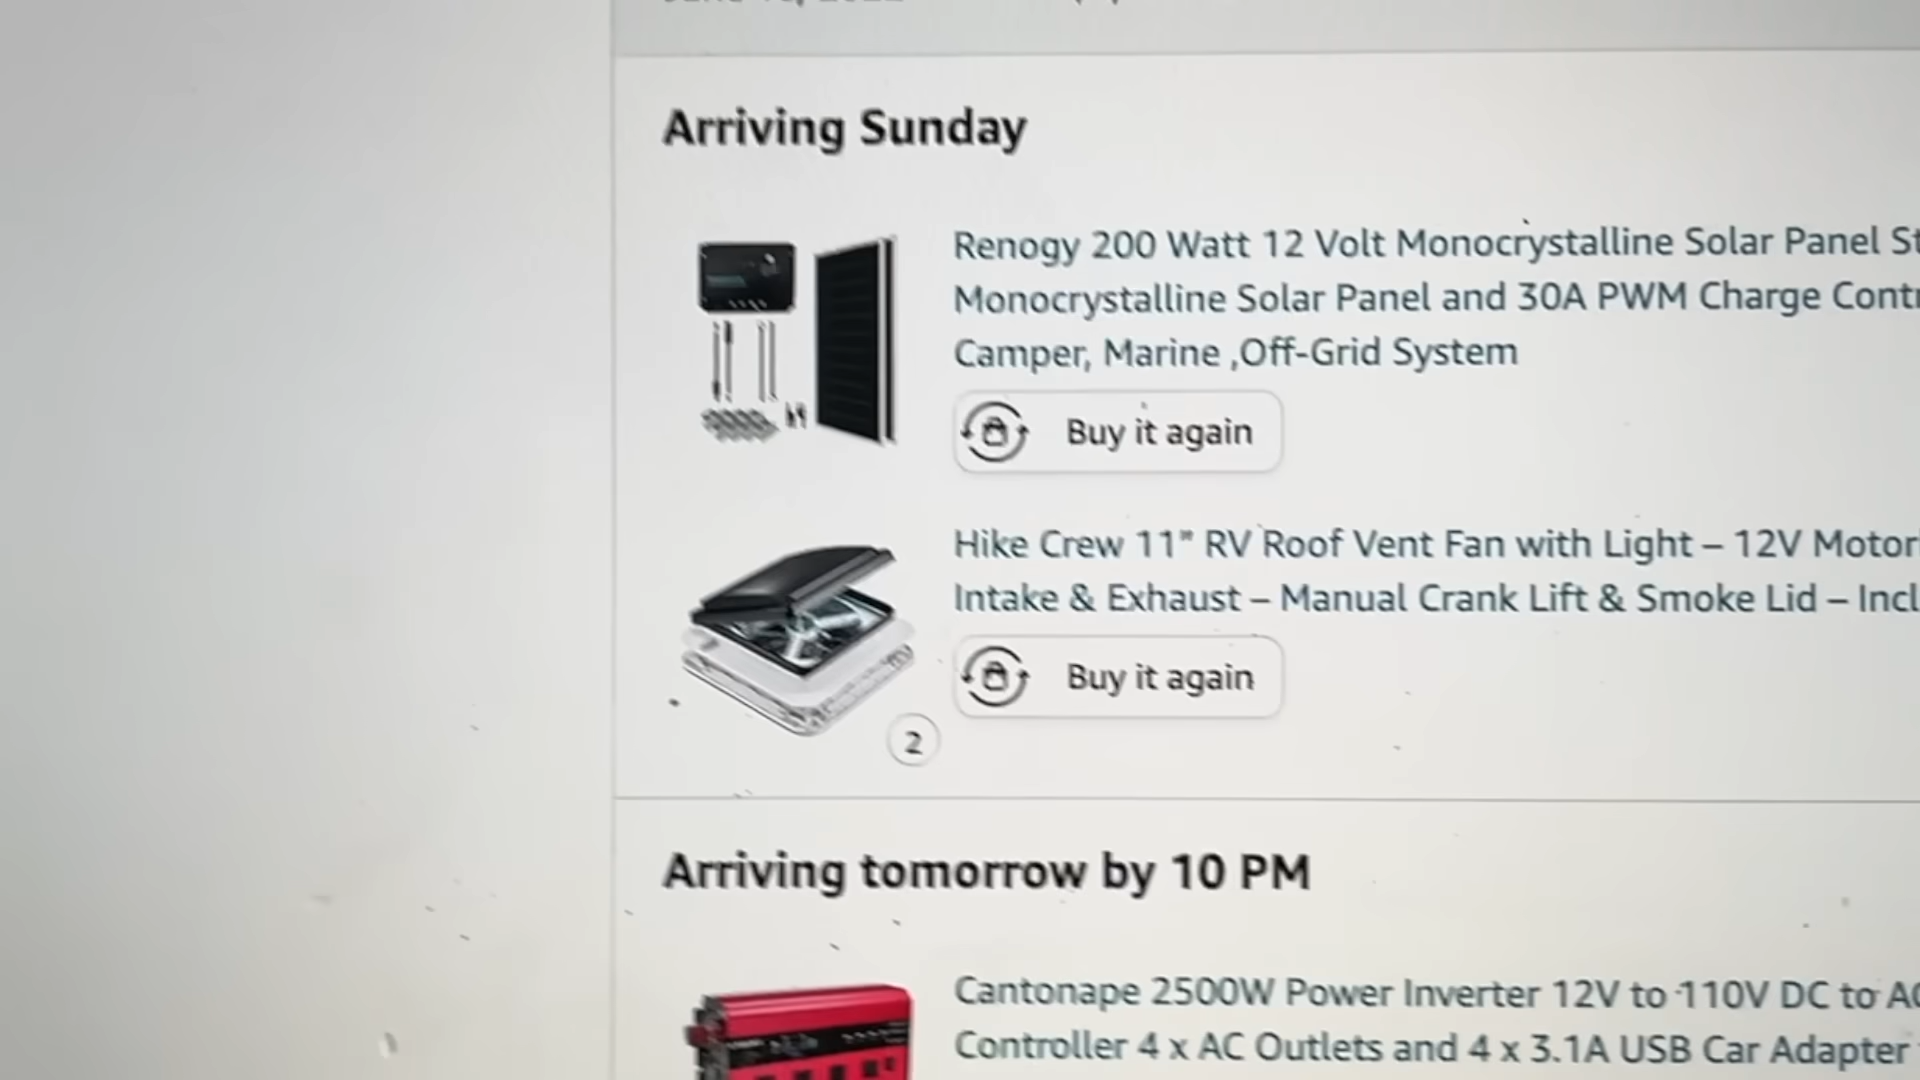 Arriving Sunday
Renogy 200 Watt 12 Volt Monocrystalline Solar Panel
Monocrystalline Solar Panel and 30A PWM Charge
Camper, Marine ,Off-Grid System
Buy it again
Hike Crew 11" RV Roof Vent Fan with Light – 12V Motor
Intake & Exhaust – Manual Crank Lift & Smoke Lid –
Buy it again
2
Arriving tomorrow by 10 PM
Cantonape 2500W Power Inverter 12V to 110V DC to
Controller 4 x AC Outlets and 4 x 3.1A USB Car Adapter